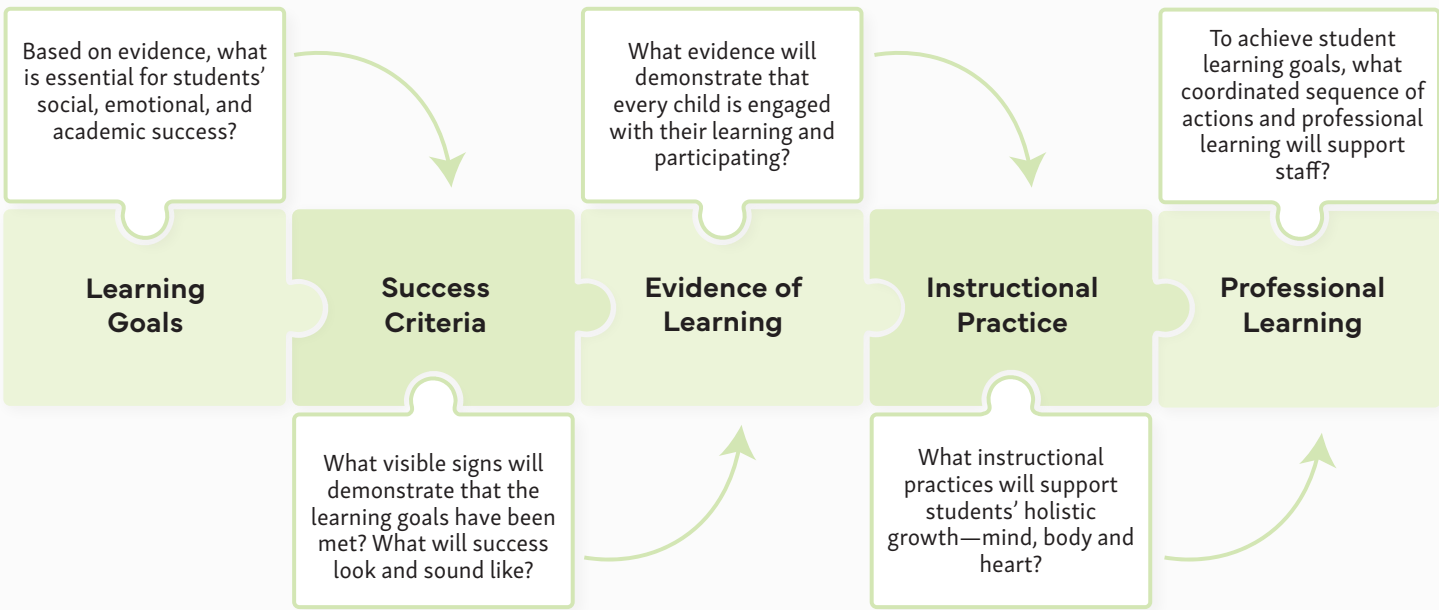 Based on evidence, what
is essential for students’
social, emotional, and
academic success?
Learning
Goals
Success
Criteria
What visible signs will
demonstrate that the
learning goals have been
met? What will success
look and sound like?
What evidence will
demonstrate that
every child is engaged
with their learning and
participating?
Evidence of
Learning
Instructional
Practice
What instructional
practices will support
students’ holistic
growth—mind, body and
heart?
To achieve student
learning goals, what
coordinated sequence of
actions and professional
learning will support
staff?
Professional
Learning